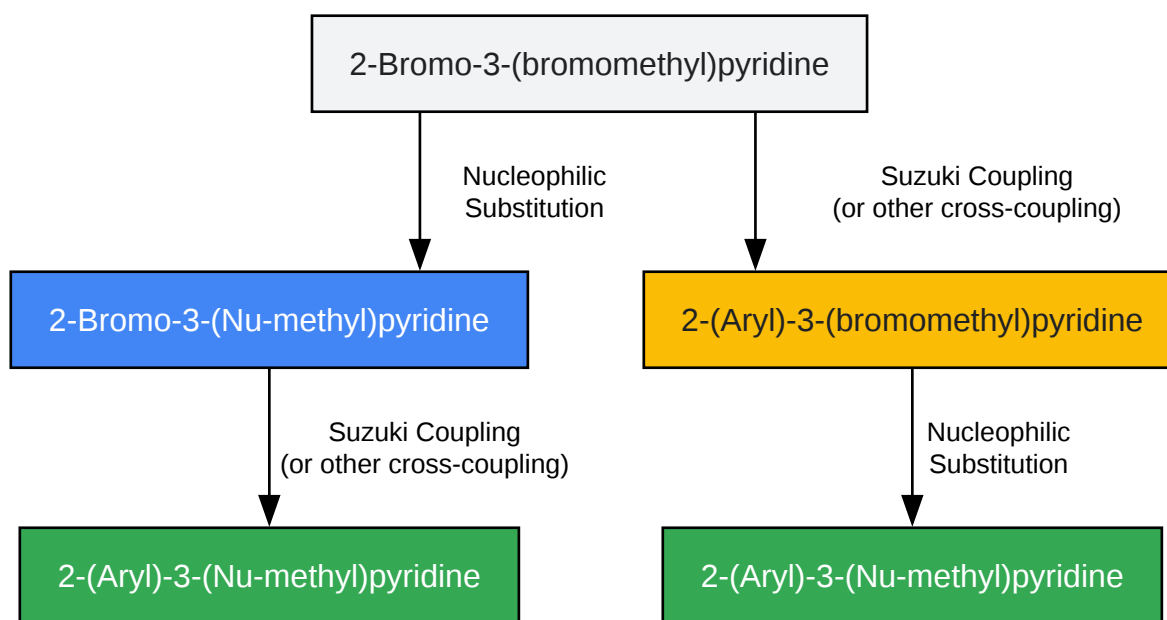 2-Bromo-3-(bromomethyl)pyridine
Nucleophilic
Substitution
Suzuki Coupling
(or other cross-coupling)
2-Bromo-3-(Nu-methyl)pyridine
2-(Aryl)-3-(bromomethyl)pyridine
Suzuki Coupling
(or other cross-coupling)
Nucleophilic
Substitution
2-(Aryl)-3-(Nu-methyl)pyridine
2-(Aryl)-3-(Nu-methyl)pyridine